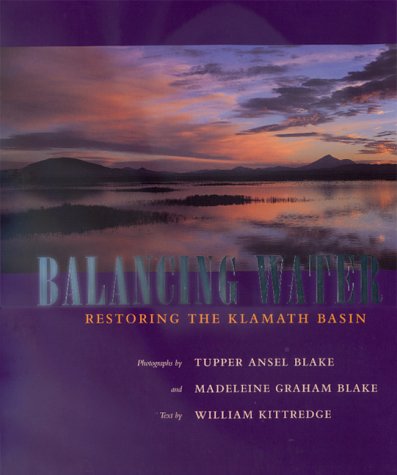 BALANCING WATER
RESTORING THE KLAMATH BASIN
Photographs by TUPPER ANSEL BLAKE
and MADELEINE GRAHAM BLAKE
Text by WILLIAM KITTREDGE